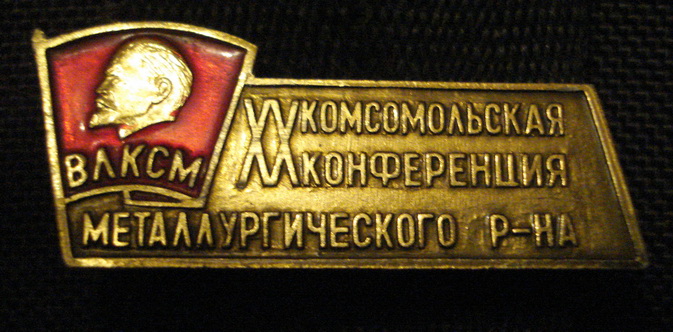 ВЛКСМ
XX КОМСОМОЛЬСКАЯ
КОНФЕРЕНЦИЯ
МЕТАЛЛУРГИЧЕСКОГО Р-НА